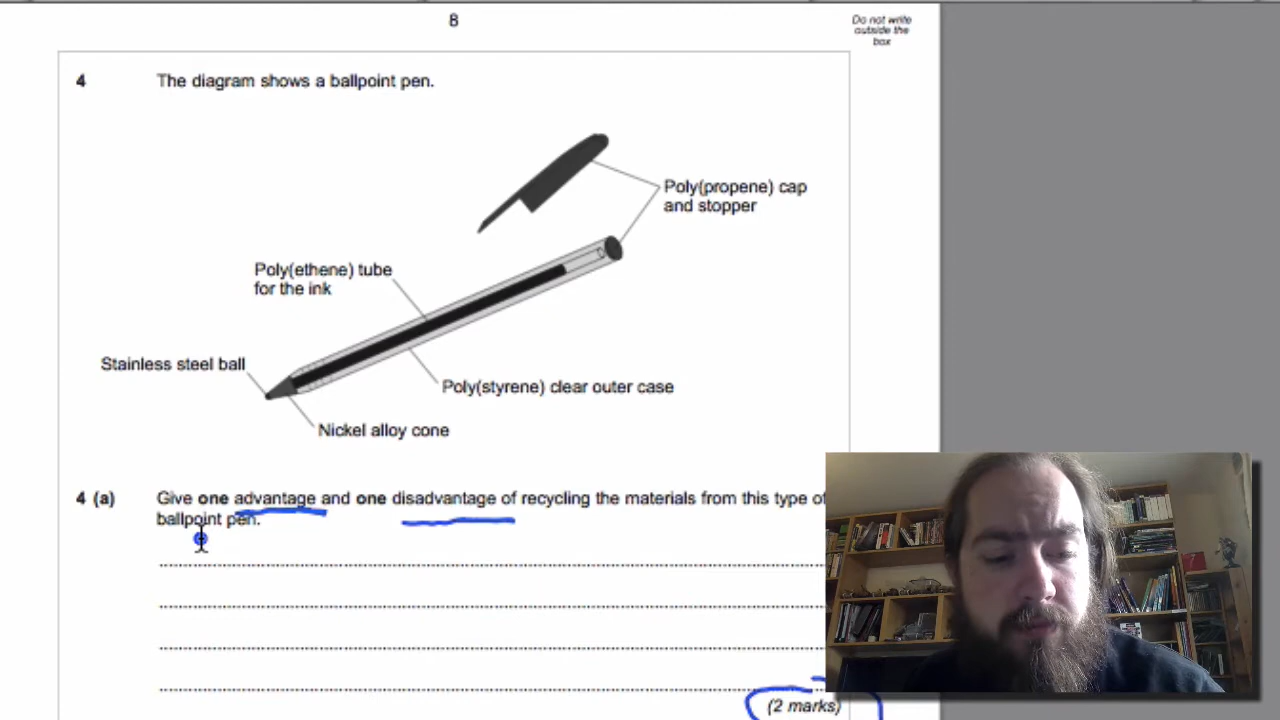 8
Do not write
outside the
box
4 The diagram shows a ballpoint pen.
Poly(propene) cap
and stopper
Poly(ethene) tube
for the ink
Stainless steel ball
Poly(styrene) clear outer case
Nickel alloy cone
4 (a) Give one advantage and one disadvantage of recycling the materials from this type of
ballpoint pen.
(2 marks)